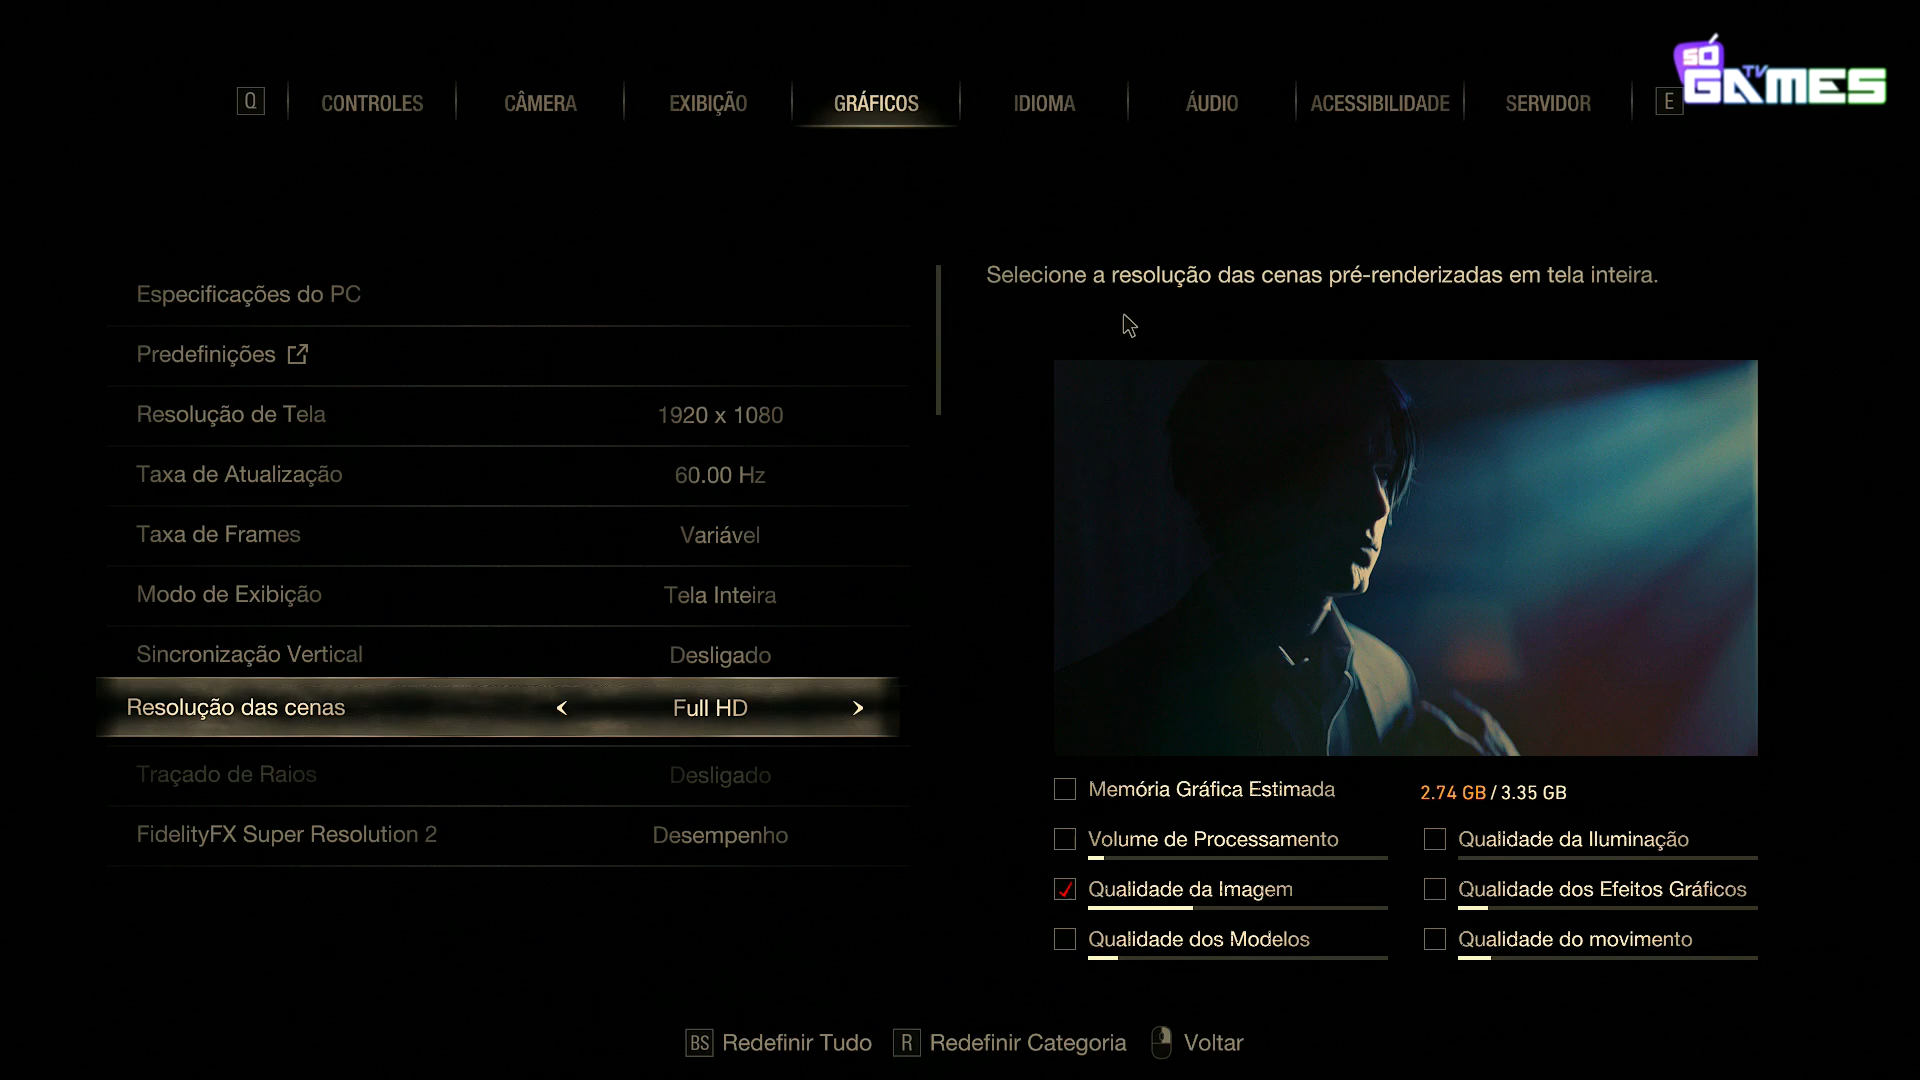 Q
CONTROLES
CÂMERA
EXIBIÇÃO
GRÁFICOS
IDIOMA
ÁUDIO
ACESSIBILIDADE
SERVIDOR
E
SÓ
GAMES
TV
Especificações do PC
Predefinições
Resolução de Tela 1920 x 1080
Taxa de Atualização 60.00 Hz
Taxa de Frames Variável
Modo de Exibição Tela Inteira
Sincronização Vertical Desligado
Resolução das cenas < Full HD >
Traçado de Raios Desligado
FidelityFX Super Resolution 2 Desempenho
Selecione a resolução das cenas pré-renderizadas em tela inteira.
Memória Gráfica Estimada 2.74 GB / 3.35 GB
Volume de Processamento Qualidade da Iluminação
Qualidade da Imagem Qualidade dos Efeitos Gráficos
Qualidade dos Modelos Qualidade do movimento
BS Redefinir Tudo R Redefinir Categoria Voltar